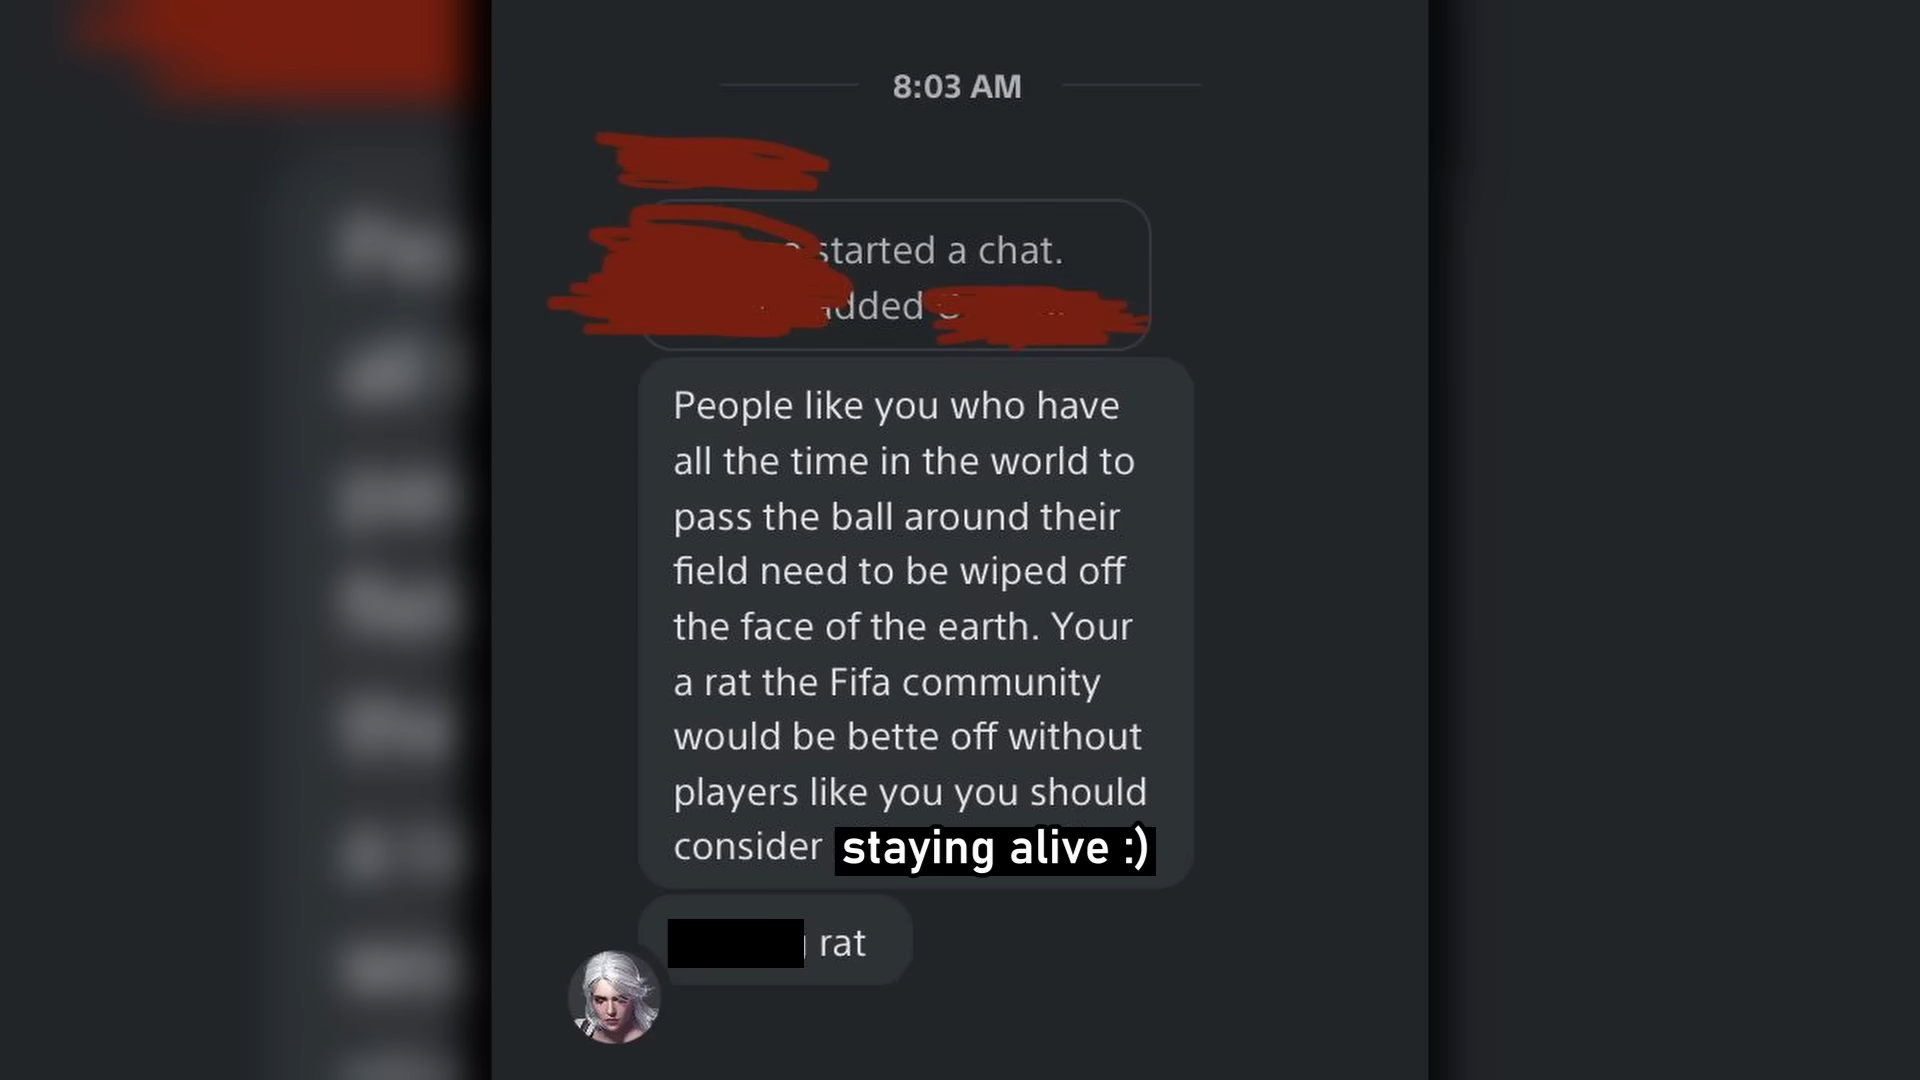 8:03 AM
started a chat.
added
People like you who have
all the time in the world to
pass the ball around their
field need to be wiped off
the face of the earth. Your
a rat the Fifa community
would be bette off without
players like you you should
consider staying alive :)
rat